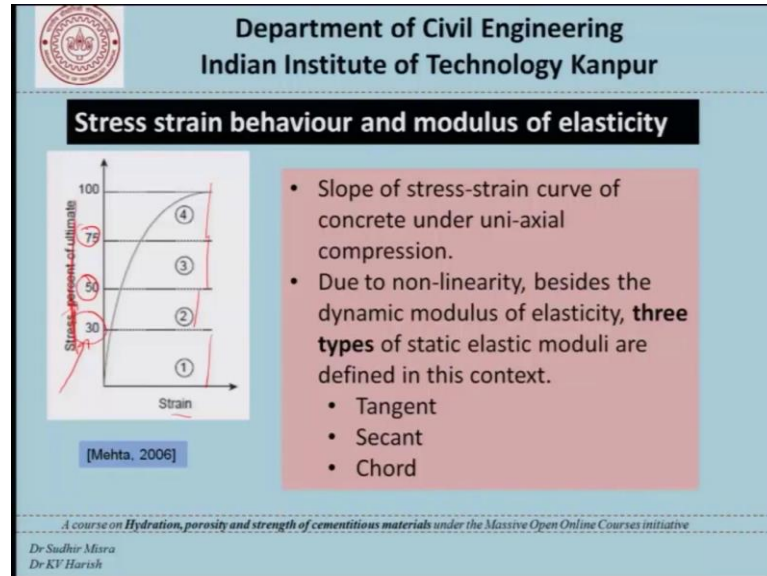 Department of Civil Engineering
Indian Institute of Technology Kanpur
Stress strain behaviour and modulus of elasticity
Stress, percent of ultimate
100
75
50
30
④
③
②
①
Strain
[Mehta, 2006]
• Slope of stress-strain curve of
concrete under uni-axial
compression.
• Due to non-linearity, besides the
dynamic modulus of elasticity, three
types of static elastic moduli are
defined in this context.
• Tangent
• Secant
• Chord
A course on Hydration, porosity and strength of cementitious materials under the Massive Open Online Courses initiative
Dr Sudhir Misra
Dr KV Harish